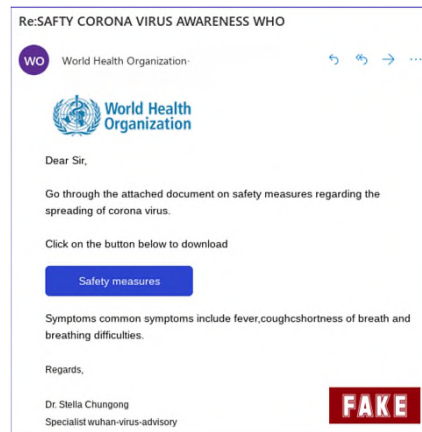 Re:SAFTY CORONA VIRUS AWARENESS WHO
WO
World Health Organization·
World Health
Organization
Dear Sir,
Go through the attached document on safety measures regarding the
spreading of corona virus.
Click on the button below to download
Safety measures
Symptoms common symptoms include fever,coughcshortness of breath and
breathing difficulties.
Regards,
Dr. Stella Chungong
Specialist wuhan-virus-advisory
FAKE